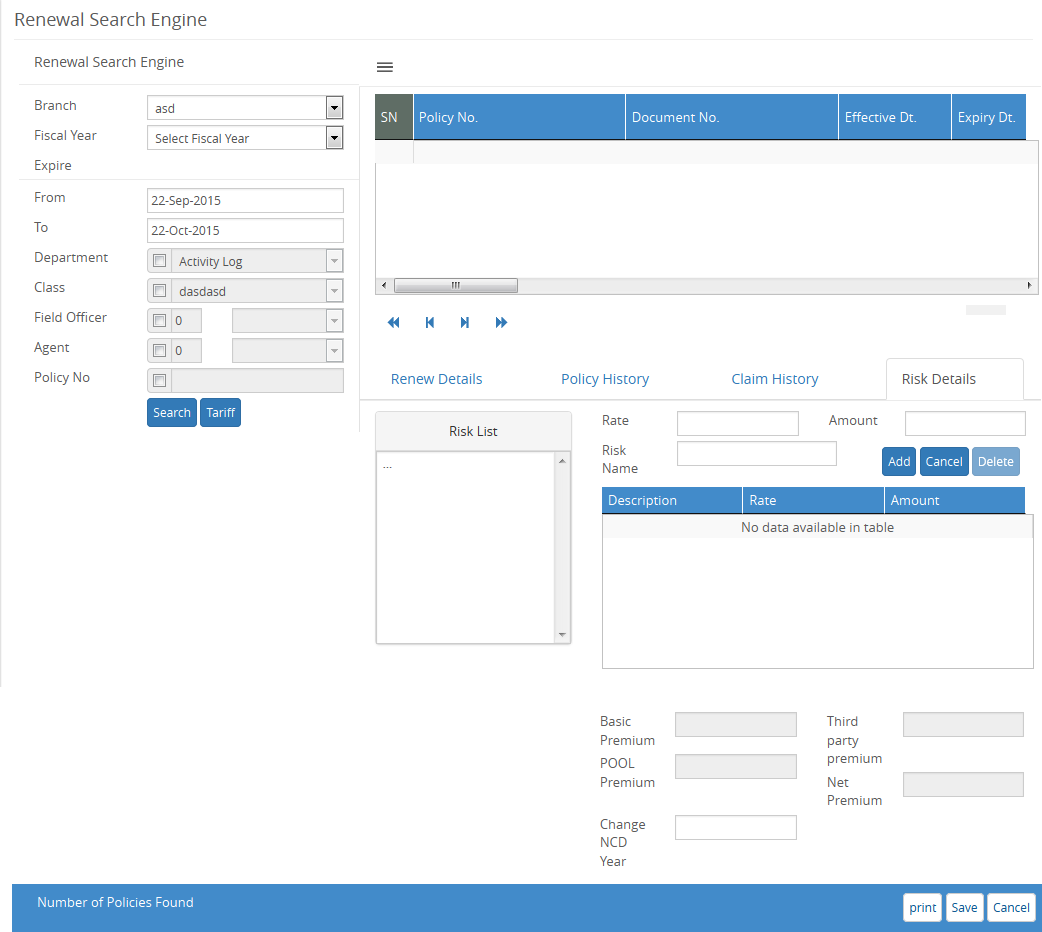 Renewal Search Engine
Renewal Search Engine
Branch
asd
Fiscal Year
Select Fiscal Year
Expire
From
22-Sep-2015
To
22-Oct-2015
Department
Activity Log
Class
dasdasd
Field Officer
0
Agent
0
Policy No
Search Tariff
SN Policy No. Document No. Effective Dt. Expiry Dt.
Renew Details Policy History Claim History Risk Details
Risk List
...
Rate Amount
Risk
Name
Add Cancel Delete
Description Rate Amount
No data available in table
Basic
Premium
Third
party
premium
POOL
Premium
Net
Premium
Change
NCD
Year
Number of Policies Found
print Save Cancel